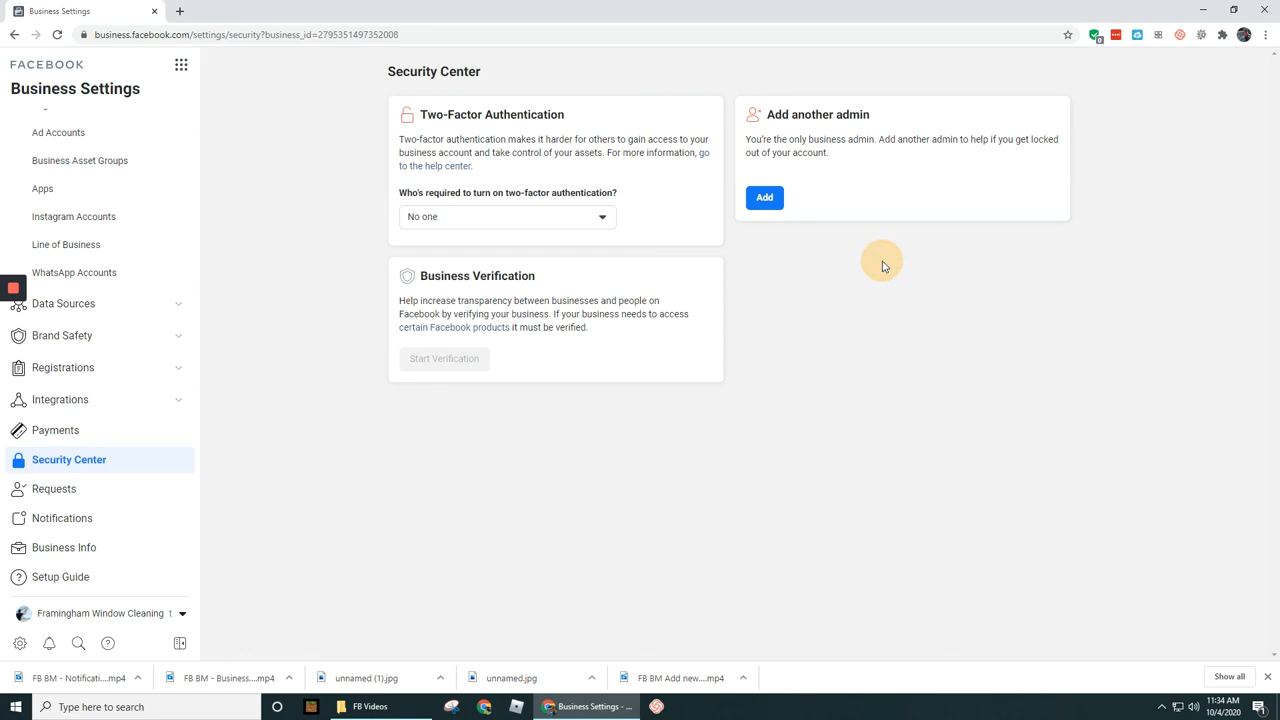 Business Settings
business.facebook.com/settings/security?business_id=2795351497352008
FACEBOOK
Business Settings
Ad Accounts
Business Asset Groups
Apps
Instagram Accounts
Line of Business
WhatsApp Accounts
Data Sources
Brand Safety
Registrations
Integrations
Payments
Security Center
Requests
Notifications
Business Info
Setup Guide
Framingham Window Cleaning t
Security Center
Two-Factor Authentication
Two-factor authentication makes it harder for others to gain access to your
business account and take control of your assets. For more information, go
to the help center.
Who's required to turn on two-factor authentication?
No one
Business Verification
Help increase transparency between businesses and people on
Facebook by verifying your business. If your business needs to access
certain Facebook products it must be verified.
Start Verification
Add another admin
You're the only business admin. Add another admin to help if you get locked
out of your account.
Add
FB BM - Notificati....mp4
FB BM - Business....mp4
unnamed (1).jpg
unnamed.jpg
FB BM Add new....mp4
Show all
Type here to search
FB Videos
Business Settings - ...
11:34 AM
10/4/2020